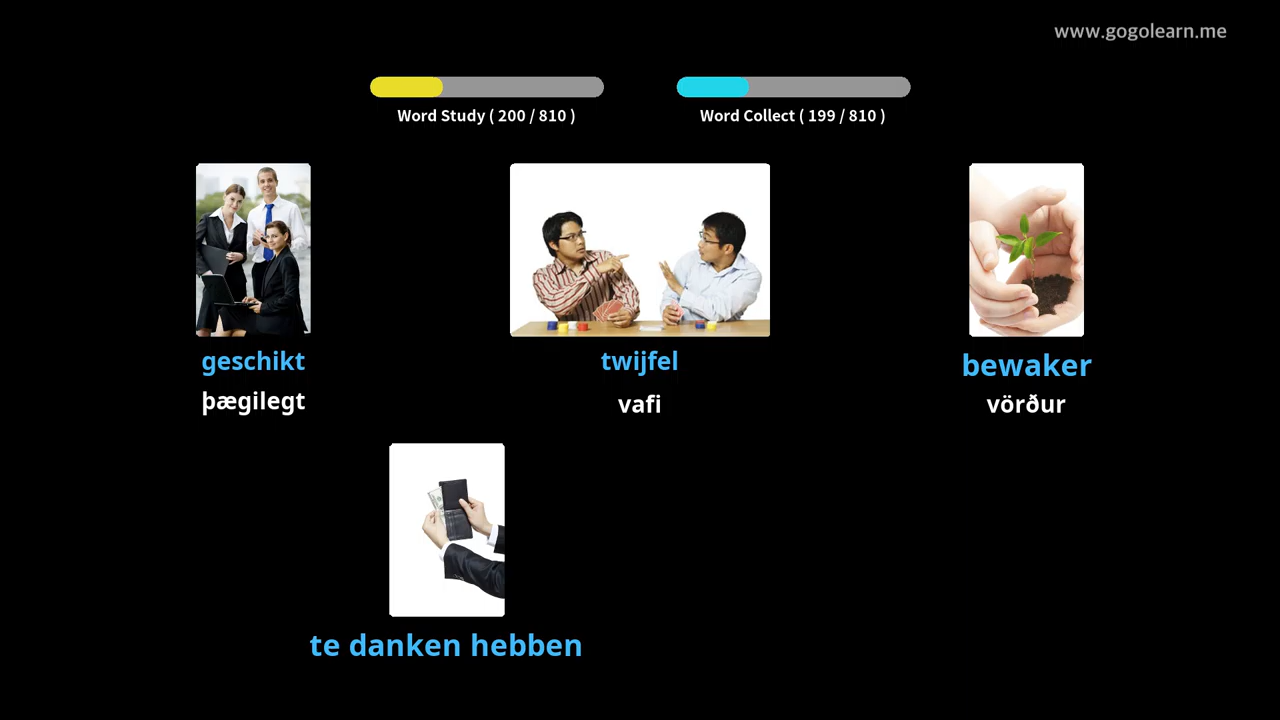 www.gogolearn.me
Word Study ( 200 / 810 )
Word Collect ( 199 / 810 )
geschikt
twijfel
bewaker
þægilegt
vafi
vörður
te danken hebben